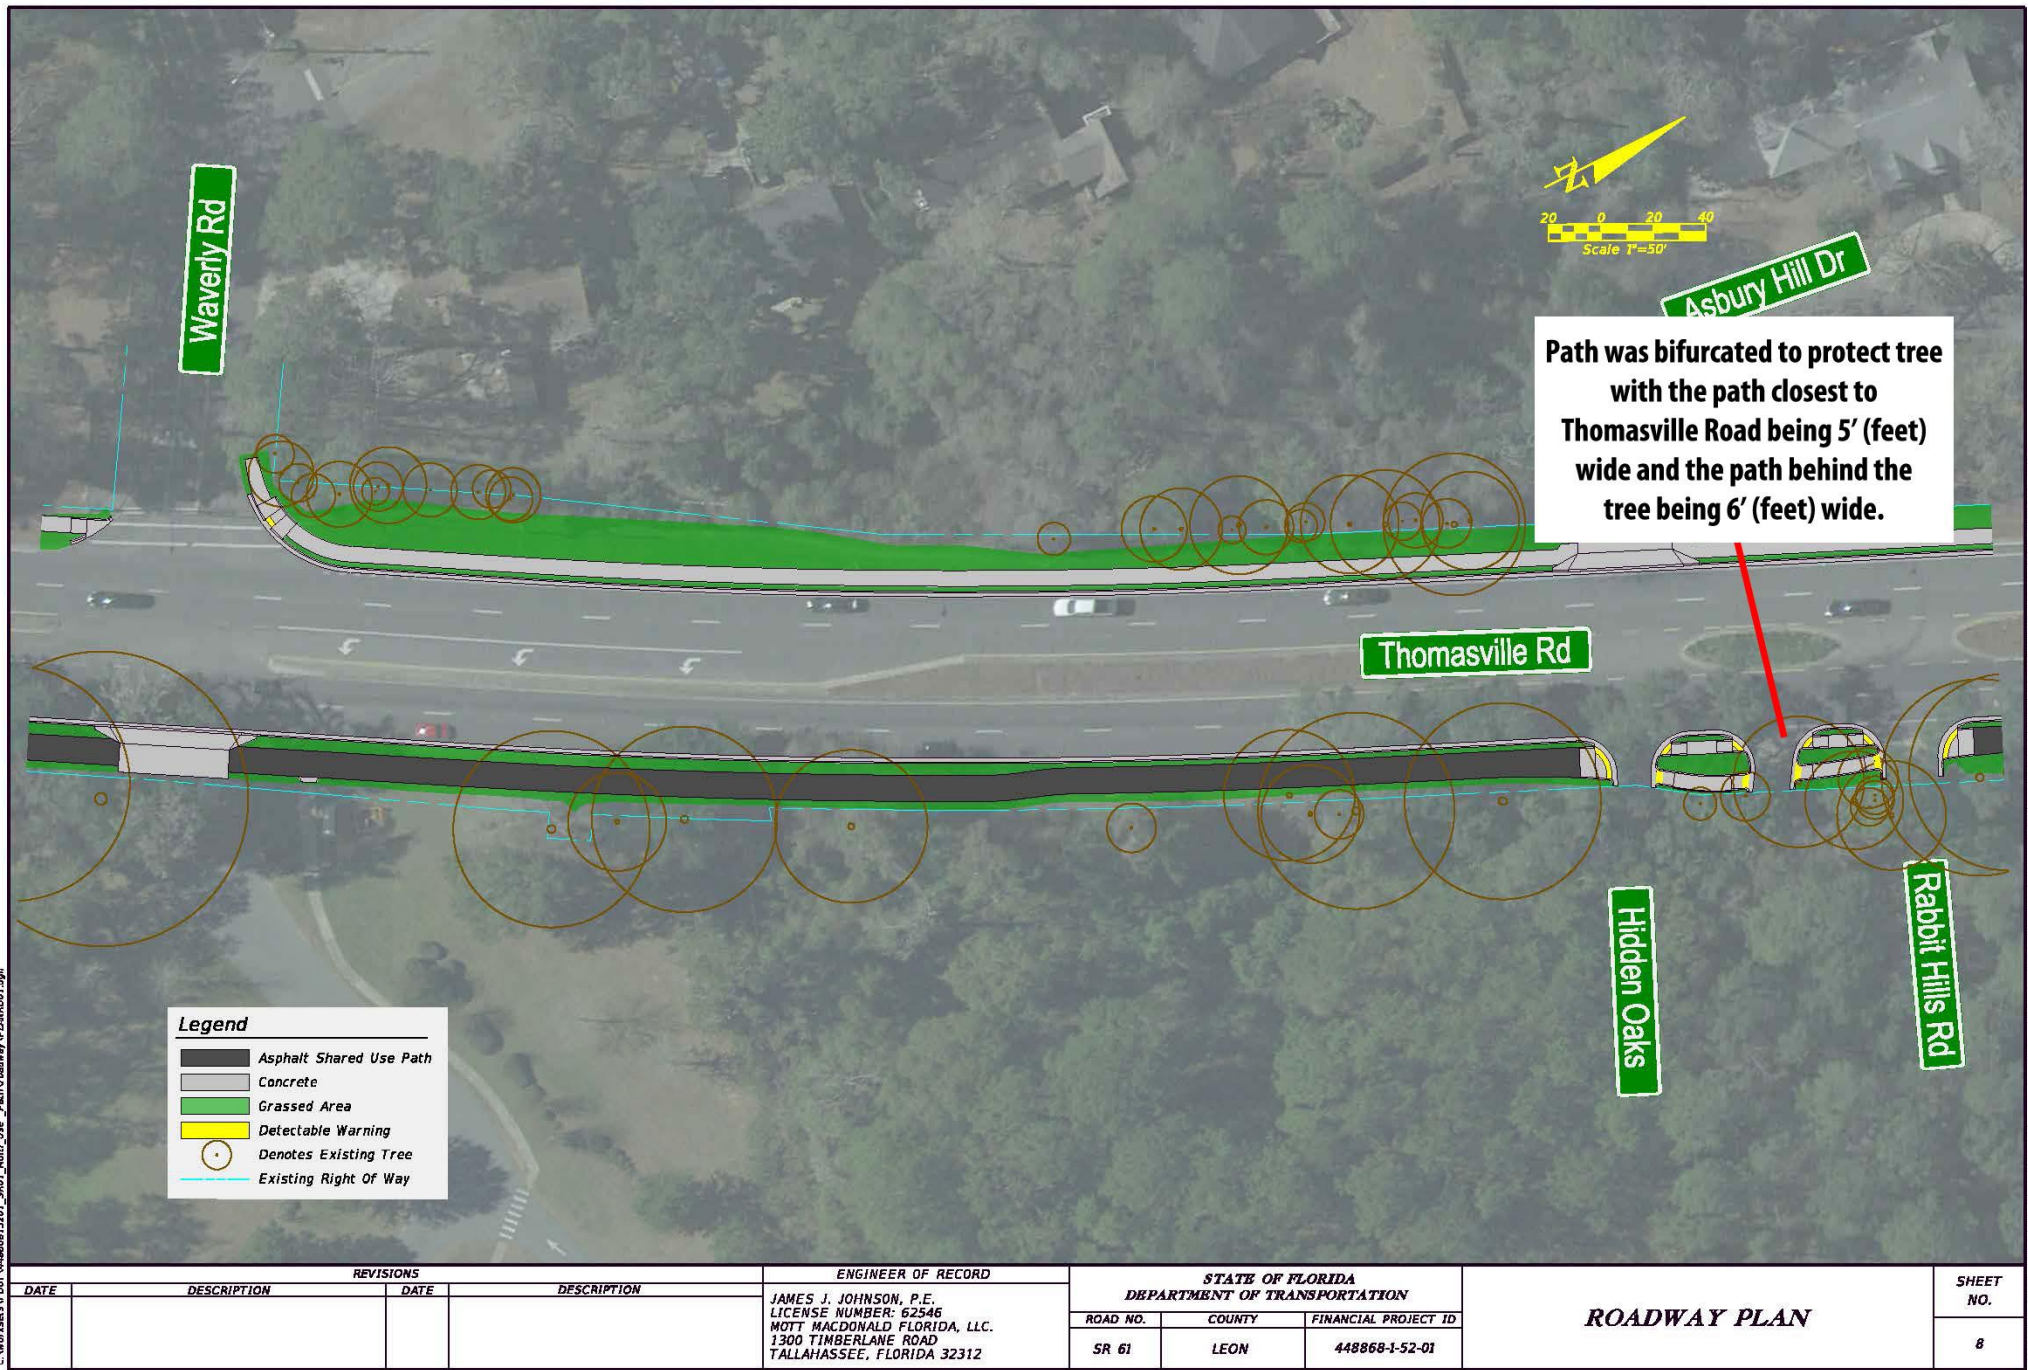 Waverly Rd
20 0 20 40
Scale 1"=50'
Asbury Hill Dr
Path was bifurcated to protect tree
with the path closest to
Thomasville Road being 5' (feet)
wide and the path behind the
tree being 6' (feet) wide.
Thomasville Rd
Hidden Oaks
Rabbit Hills Rd
Legend
Asphalt Shared Use Path
Concrete
Grassed Area
Detectable Warning
Denotes Existing Tree
Existing Right Of Way
REVISIONS
DATE DESCRIPTION DATE DESCRIPTION
ENGINEER OF RECORD
JAMES J. JOHNSON, P.E.
LICENSE NUMBER: 62546
MOTT MACDONALD FLORIDA, LLC.
1300 TIMBERLANE ROAD
TALLAHASSEE, FLORIDA 32312
STATE OF FLORIDA
DEPARTMENT OF TRANSPORTATION
ROAD NO. COUNTY FINANCIAL PROJECT ID
SR 61 LEON 448868-1-52-01
ROADWAY PLAN
SHEET
NO.
8